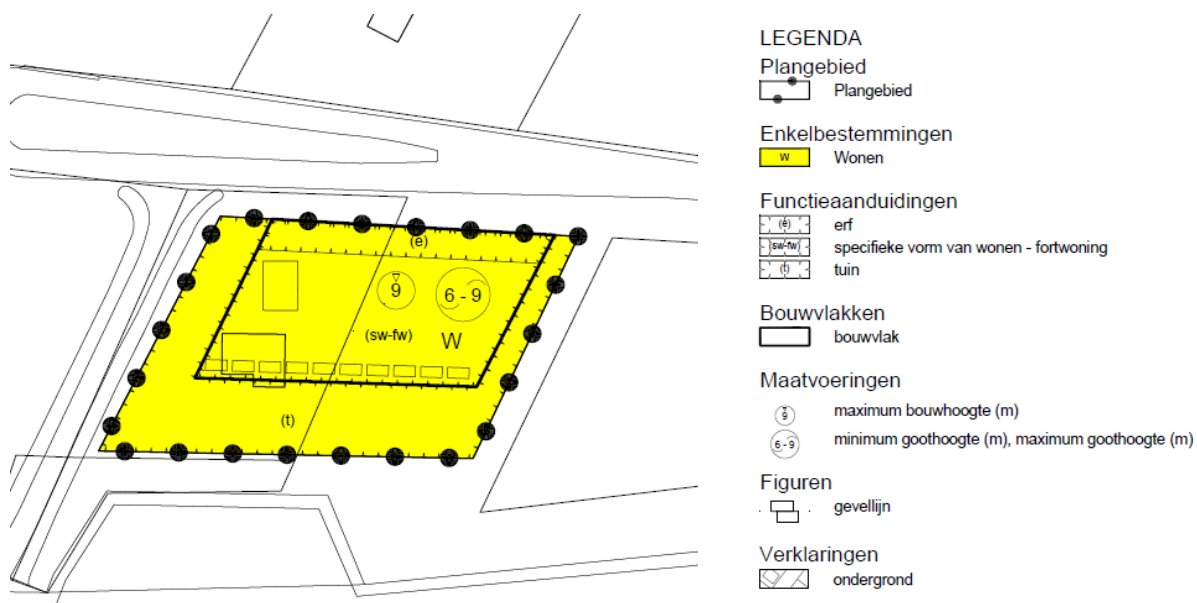 (e)
9
6 - 9
(sw-fw)
W
(t)
LEGENDA
Plangebied
Plangebied
Enkelbestemmingen
W Wonen
Functieaanduidingen
(e) erf
(sw-fw) specifieke vorm van wonen - fortwoning
(t) tuin
Bouwvlakken
bouwvlak
Maatvoeringen
9 maximum bouwhoogte (m)
6 - 9 minimum goothoogte (m), maximum goothoogte (m)
Figuren
gevellijn
Verklaringen
ondergrond